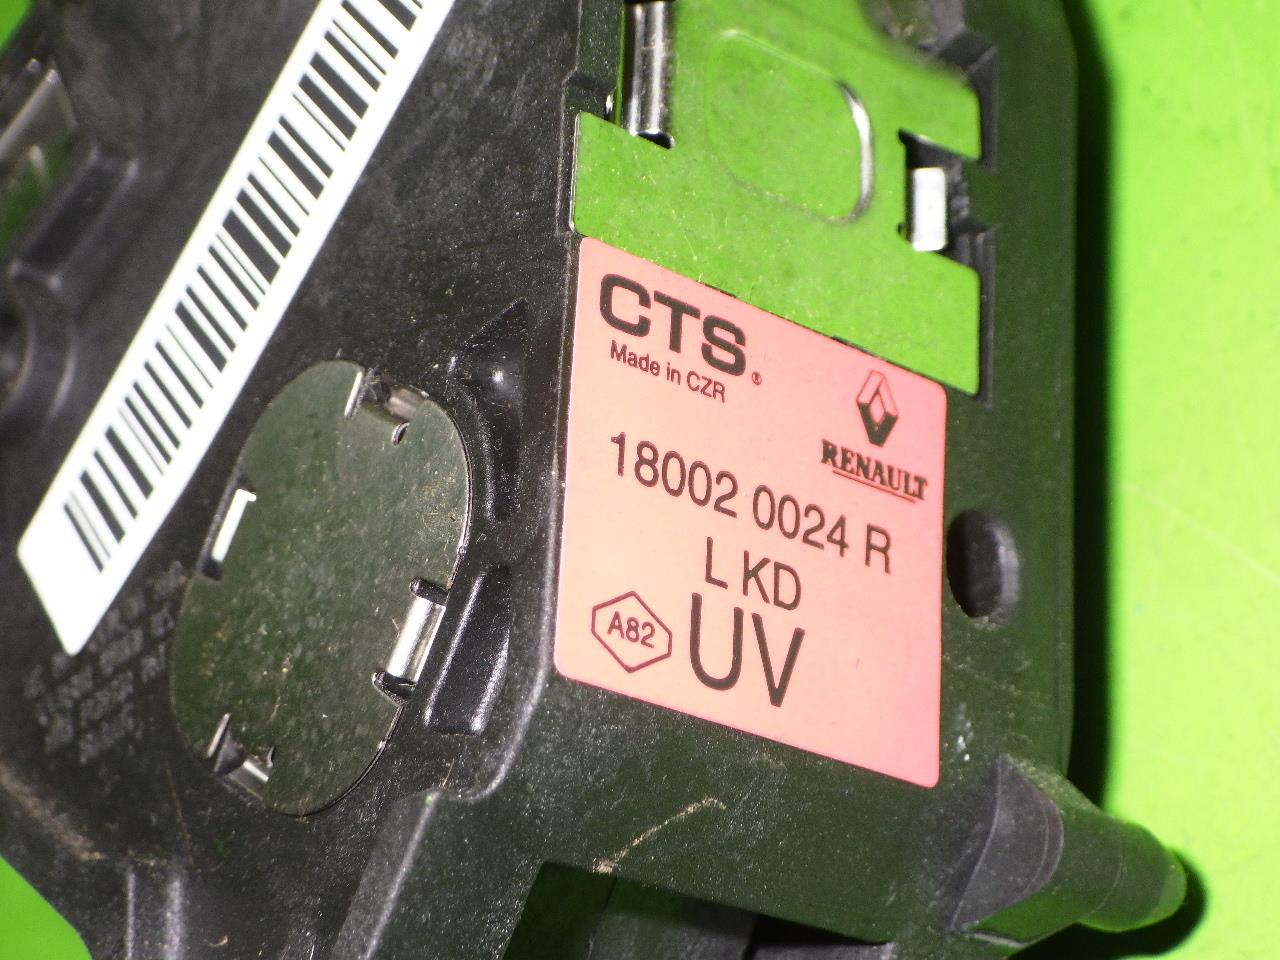 CTS®
Made in CZR
RENAULT
18002 0024 R
L KD
A82
UV